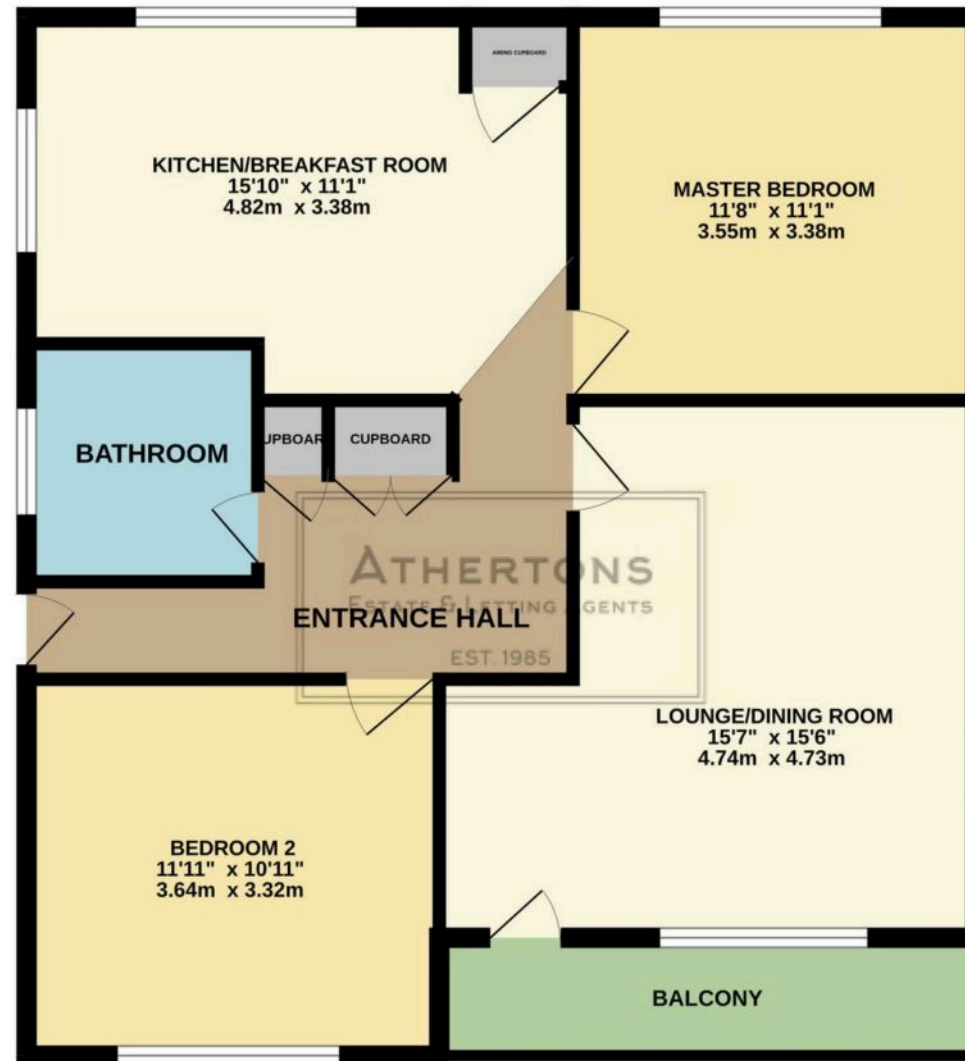 AIRING CUPBOARD
KITCHEN/BREAKFAST ROOM
15'10" x 11'1"
4.82m x 3.38m
MASTER BEDROOM
11'8" x 11'1"
3.55m x 3.38m
BATHROOM
UPBOAR
CUPBOARD
ATHERTONS
ESTATE & LETTING AGENTS
ENTRANCE HALL
EST. 1985
LOUNGE/DINING ROOM
15'7" x 15'6"
4.74m x 4.73m
BEDROOM 2
11'11" x 10'11"
3.64m x 3.32m
BALCONY